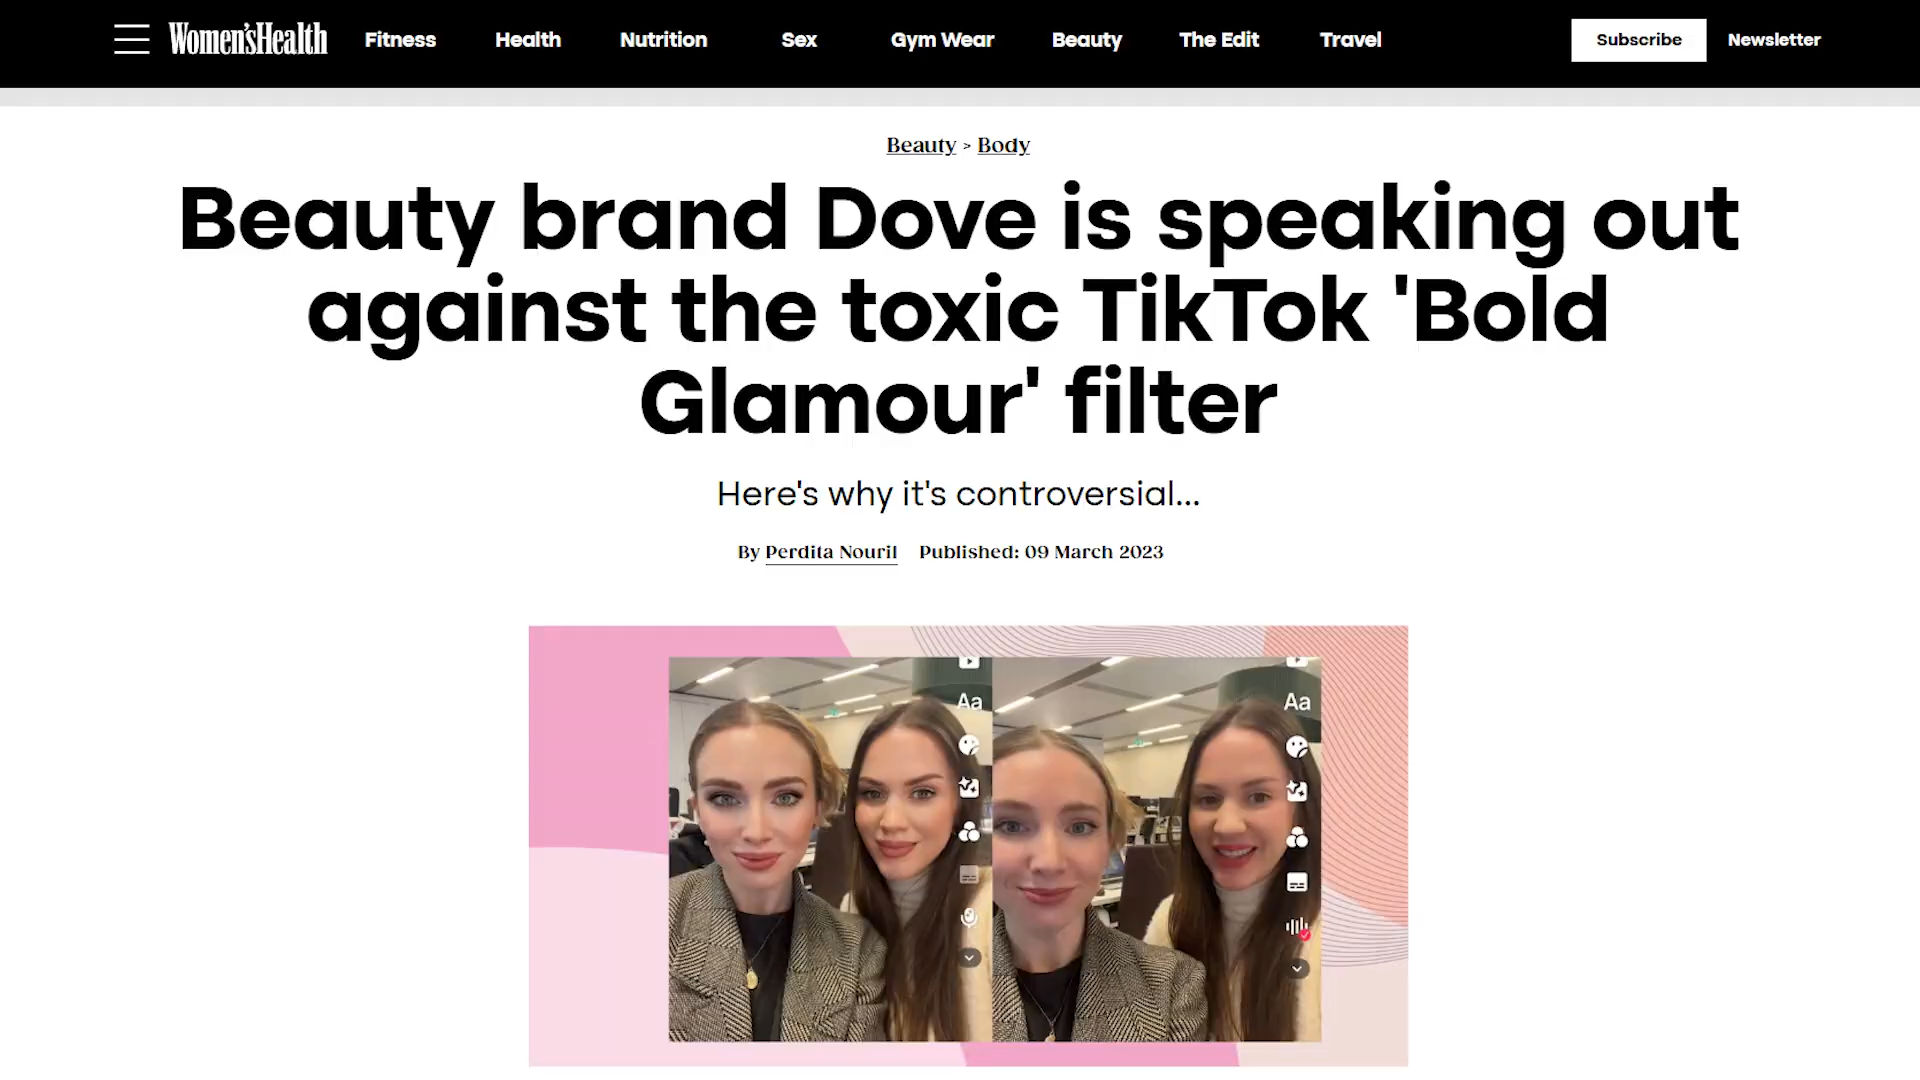 Women'sHealth Fitness Health Nutrition Sex Gym Wear Beauty The Edit Travel Subscribe Newsletter
Beauty > Body
Beauty brand Dove is speaking out
against the toxic TikTok 'Bold
Glamour' filter
Here's why it's controversial...
By Perdita Nouril Published: 09 March 2023
Aa Aa